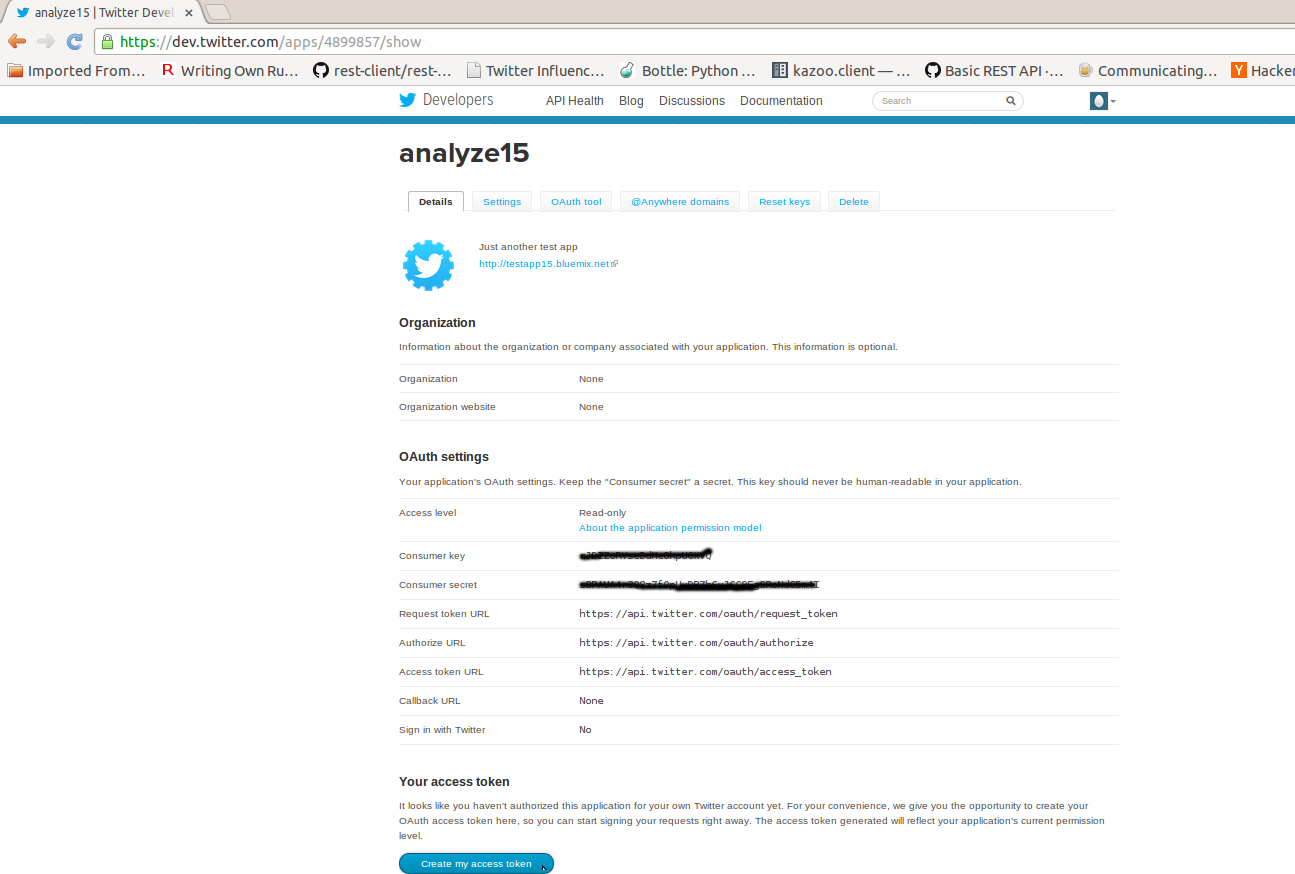 analyze15 | Twitter Devel
https://dev.twitter.com/apps/4899857/show
Imported From... Writing Own Ru... rest-client/rest-... Twitter Influenc... Bottle: Python ... kazoo.client — ... Basic REST API ·... Communicating... Hacker
Developers API Health Blog Discussions Documentation Search
analyze15
Details Settings OAuth tool @Anywhere domains Reset keys Delete
Just another test app
http://testapp15.bluemix.net
Organization
Information about the organization or company associated with your application. This information is optional.
Organization None
Organization website None
OAuth settings
Your application's OAuth settings. Keep the "Consumer secret" a secret. This key should never be human-readable in your application.
Access level Read-only
About the application permission model
Consumer key
Consumer secret
Request token URL https://api.twitter.com/oauth/request_token
Authorize URL https://api.twitter.com/oauth/authorize
Access token URL https://api.twitter.com/oauth/access_token
Callback URL None
Sign in with Twitter No
Your access token
It looks like you haven't authorized this application for your own Twitter account yet. For your convenience, we give you the opportunity to create your
OAuth access token here, so you can start signing your requests right away. The access token generated will reflect your application's current permission
level.
Create my access token